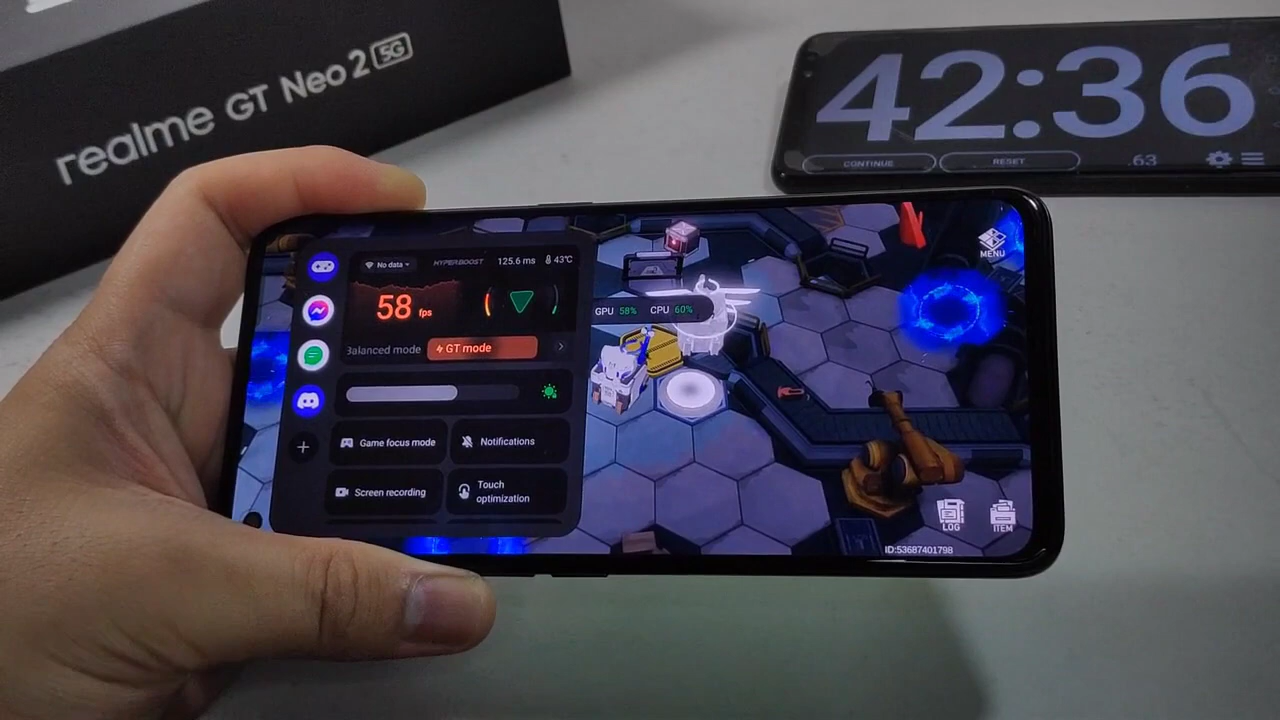 realme GT Neo 2 5G
42:36
CONTINUE
RESET
.63
No data
HYPERBOOST
125.6 ms
43°C
58 fps
GPU 58% CPU 60%
Balanced mode
GT mode
Game focus mode
Notifications
Screen recording
Touch
optimization
MENU
LOG
ITEM
ID:53687401798